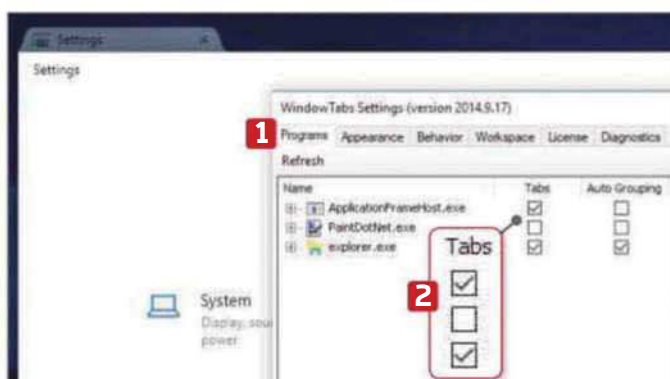 Settings
Settings
WindowTabs Settings (version 2014.9.17)
1
Programs Appearance Behavior Workspace License Diagnostics
Refresh
Name Tabs Auto Grouping
ApplicationFrameHost.exe
PaintDotNet.exe
explorer.exe
Tabs
2
System
Display,
power